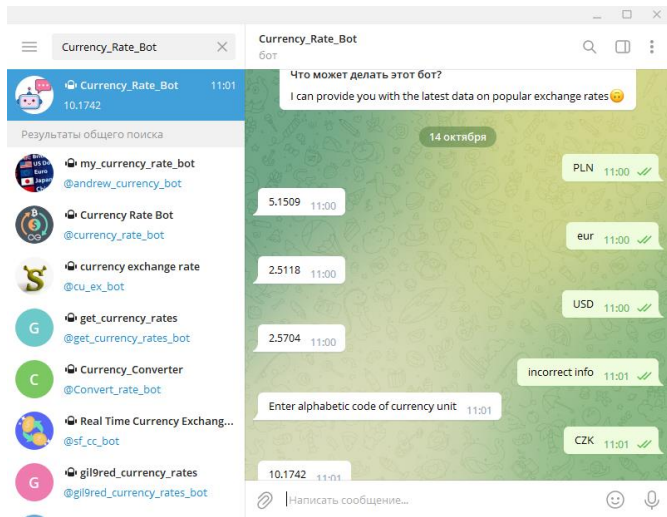 Currency_Rate_Bot
Currency_Rate_Bot 11:01
10.1742
Результаты общего поиска
my_currency_rate_bot
@andrew_currency_bot
Currency Rate Bot
@currency_rate_bot
OG
currency exchange rate
@cu_ex_bot
G
get_currency_rates
@get_currency_rates_bot
C
Currency_Converter
@Convert_rate_bot
Real Time Currency Exchang...
@sf_cc_bot
G
gil9red_currency_rates
@gil9red_currency_rates_bot
Currency_Rate_Bot
бот
Что может делать этот бот?
I can provide you with the latest data on popular exchange rates
14 октября
PLN 11:00
5.1509 11:00
eur 11:00
2.5118 11:00
USD 11:00
2.5704 11:00
incorrect info 11:01
Enter alphabetic code of currency unit 11:01
CZK 11:01
10.1742 11:01
Написать сообщение...